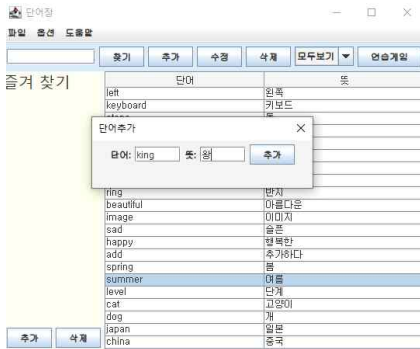 단어장
파일 옵션 도움말
찾기 추가 수정 삭제 모두보기 연습게임
즐겨 찾기
단어 뜻
left 왼쪽
keyboard 키보드
단어추가
단어: king 뜻: 왕 추가
ring 반지
beautiful 아름다운
image 이미지
sad 슬픈
happy 행복한
add 추가하다
spring 봄
summer 여름
level 단계
cat 고양이
dog 개
japan 일본
china 중국
추가 삭제